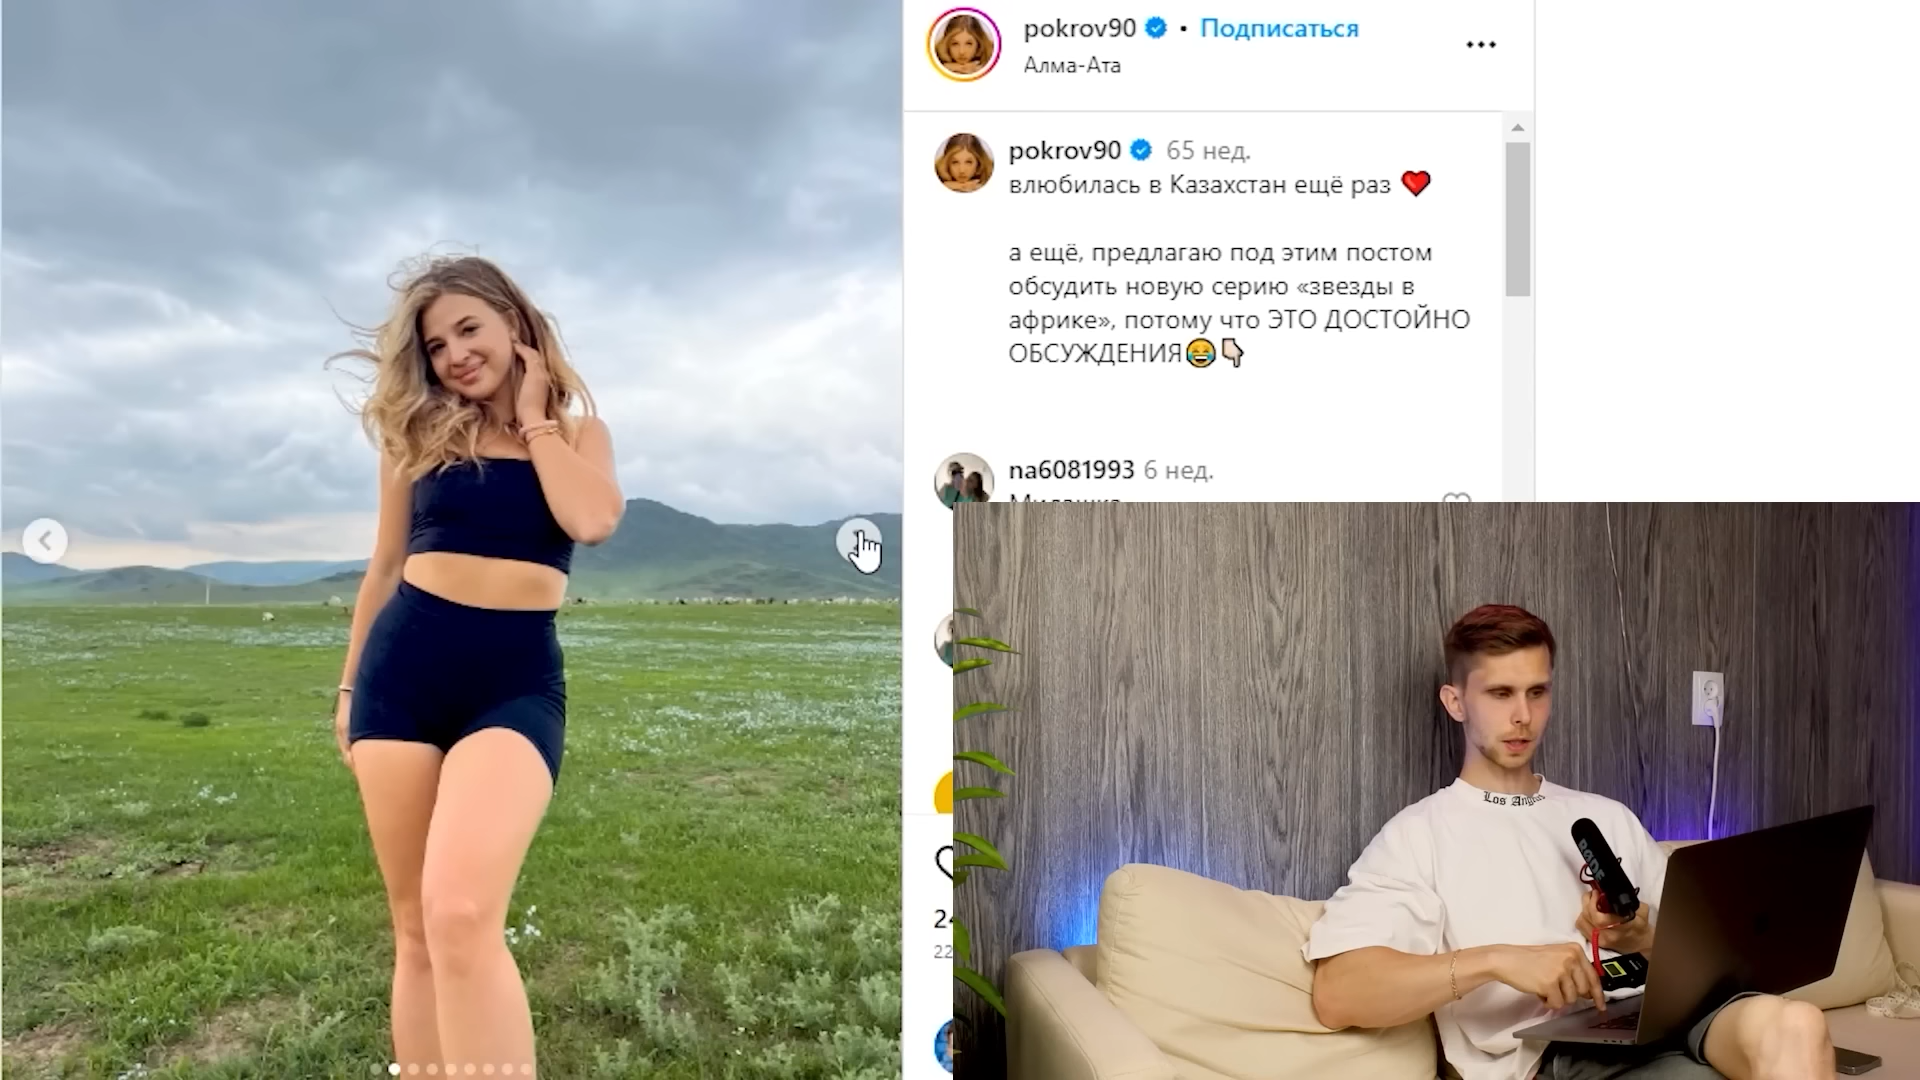 pokrov90 • Подписаться
Алма-Ата
pokrov90 65 нед.
влюбилась в Казахстан ещё раз ❤️
а ещё, предлагаю под этим постом
обсудить новую серию «звезды в
африке», потому что ЭТО ДОСТОЙНО
ОБСУЖДЕНИЯ😂👇🏻
na6081993 6 нед.
Los Angeles
RODE